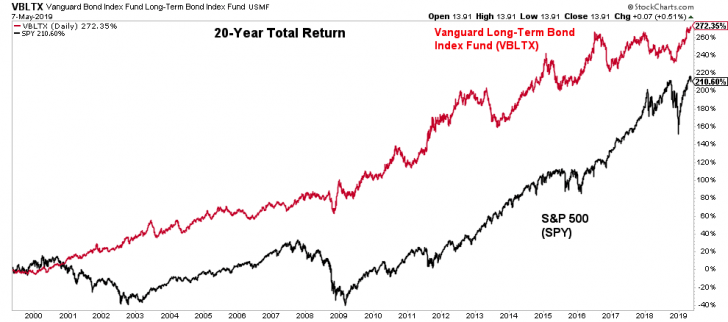 VBLTX Vanguard Bond Index Fund Long-Term Bond Index Fund USMF © StockCharts.com
7-May-2019 Open 13.91 High 13.91 Low 13.91 Close 13.91 Chg +0.07 (+0.51%)
VBLTX (Daily) 272.35%
SPY 210.60%
20-Year Total Return
Vanguard Long-Term Bond
Index Fund (VBLTX)
272.35%
260%
240%
220%
210.60%
200%
180%
160%
140%
120%
100%
80%
60%
40%
20%
0%
-20%
-40%
S&P 500
(SPY)
2000 2001 2002 2003 2004 2005 2006 2007 2008 2009 2010 2011 2012 2013 2014 2015 2016 2017 2018 2019